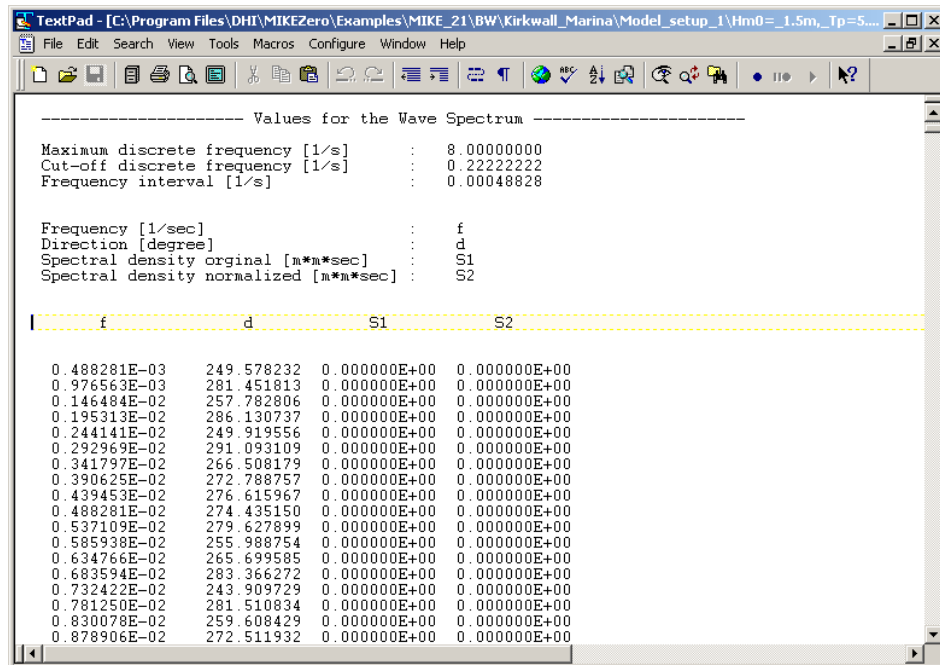 TextPad - [C:\Program Files\DHI\MIKEZero\Examples\MIKE_21\BW\Kirkwall_Marina\Model_setup_1\Hm0=_1.5m,_Tp=5....
File Edit Search View Tools Macros Configure Window Help
--------------------- Values for the Wave Spectrum ----------------------
Maximum discrete frequency [1/s] : 8.00000000
Cut-off discrete frequency [1/s] : 0.22222222
Frequency interval [1/s] : 0.00048828
Frequency [1/sec] : f
Direction [degree] : d
Spectral density orginal [m*m*sec] : S1
Spectral density normalized [m*m*sec] : S2
f d S1 S2
0.488281E-03 249.578232 0.000000E+00 0.000000E+00
0.976563E-03 281.451813 0.000000E+00 0.000000E+00
0.146484E-02 257.782806 0.000000E+00 0.000000E+00
0.195313E-02 286.130737 0.000000E+00 0.000000E+00
0.244141E-02 249.919556 0.000000E+00 0.000000E+00
0.292969E-02 291.093109 0.000000E+00 0.000000E+00
0.341797E-02 266.508179 0.000000E+00 0.000000E+00
0.390625E-02 272.788757 0.000000E+00 0.000000E+00
0.439453E-02 276.615967 0.000000E+00 0.000000E+00
0.488281E-02 274.435150 0.000000E+00 0.000000E+00
0.537109E-02 279.627899 0.000000E+00 0.000000E+00
0.585938E-02 255.988754 0.000000E+00 0.000000E+00
0.634766E-02 265.699585 0.000000E+00 0.000000E+00
0.683594E-02 283.366272 0.000000E+00 0.000000E+00
0.732422E-02 243.909729 0.000000E+00 0.000000E+00
0.781250E-02 281.510834 0.000000E+00 0.000000E+00
0.830078E-02 259.608429 0.000000E+00 0.000000E+00
0.878906E-02 272.511932 0.000000E+00 0.000000E+00